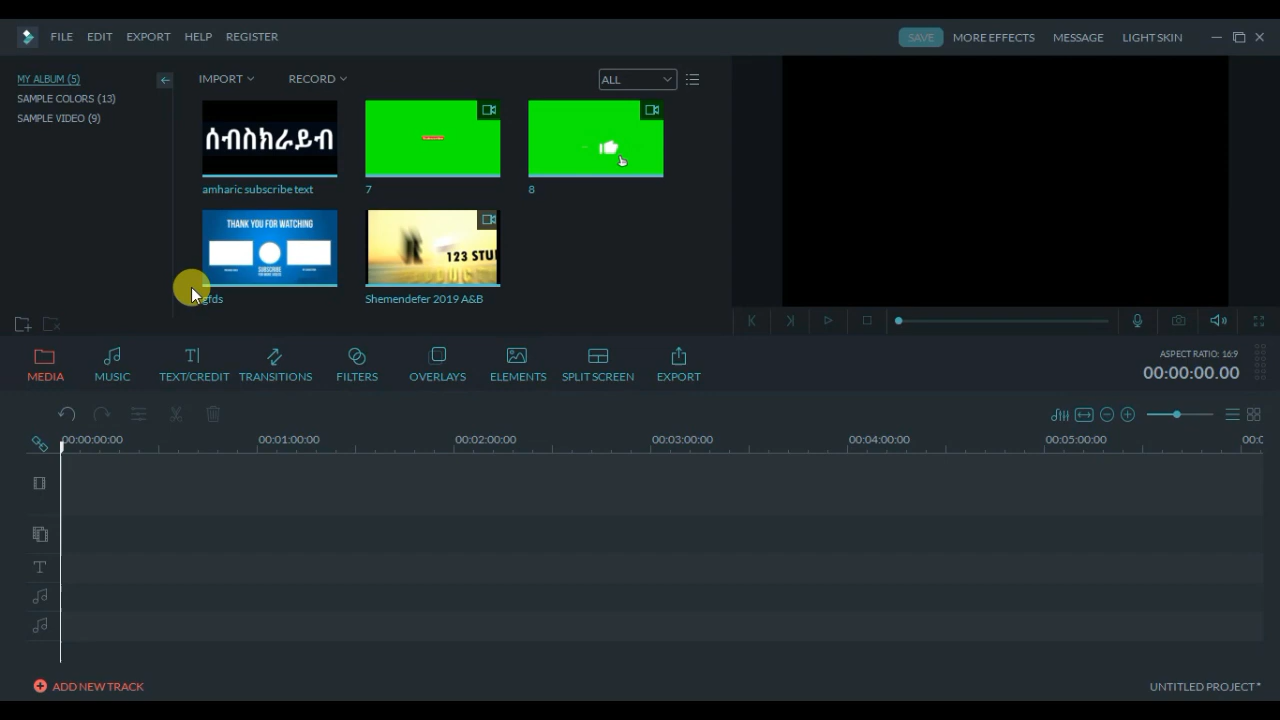 FILE EDIT EXPORT HELP REGISTER SAVE MORE EFFECTS MESSAGE LIGHT SKIN
MY ALBUM (5)
SAMPLE COLORS (13)
SAMPLE VIDEO (9)
IMPORT RECORD ALL
ሰብስክራይብ
amharic subscribe text 7 8
THANK YOU FOR WATCHING
SUBSCRIBE
123 STU
gfds Shemendefer 2019 A&B
MEDIA MUSIC TEXT/CREDIT TRANSITIONS FILTERS OVERLAYS ELEMENTS SPLIT SCREEN EXPORT
ASPECT RATIO: 16:9
00:00:00.00
00:00:00:00 00:01:00:00 00:02:00:00 00:03:00:00 00:04:00:00 00:05:00:00 00:0
ADD NEW TRACK
UNTITLED PROJECT*